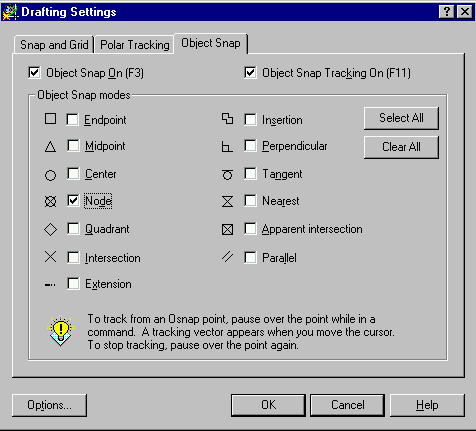 Drafting Settings
Snap and Grid Polar Tracking Object Snap
Object Snap On (F3) Object Snap Tracking On (F11)
Object Snap modes
Endpoint Insertion Select All
Midpoint Perpendicular Clear All
Center Tangent
Node Nearest
Quadrant Apparent intersection
Intersection Parallel
Extension
To track from an Osnap point, pause over the point while in a
command. A tracking vector appears when you move the cursor.
To stop tracking, pause over the point again.
Options... OK Cancel Help